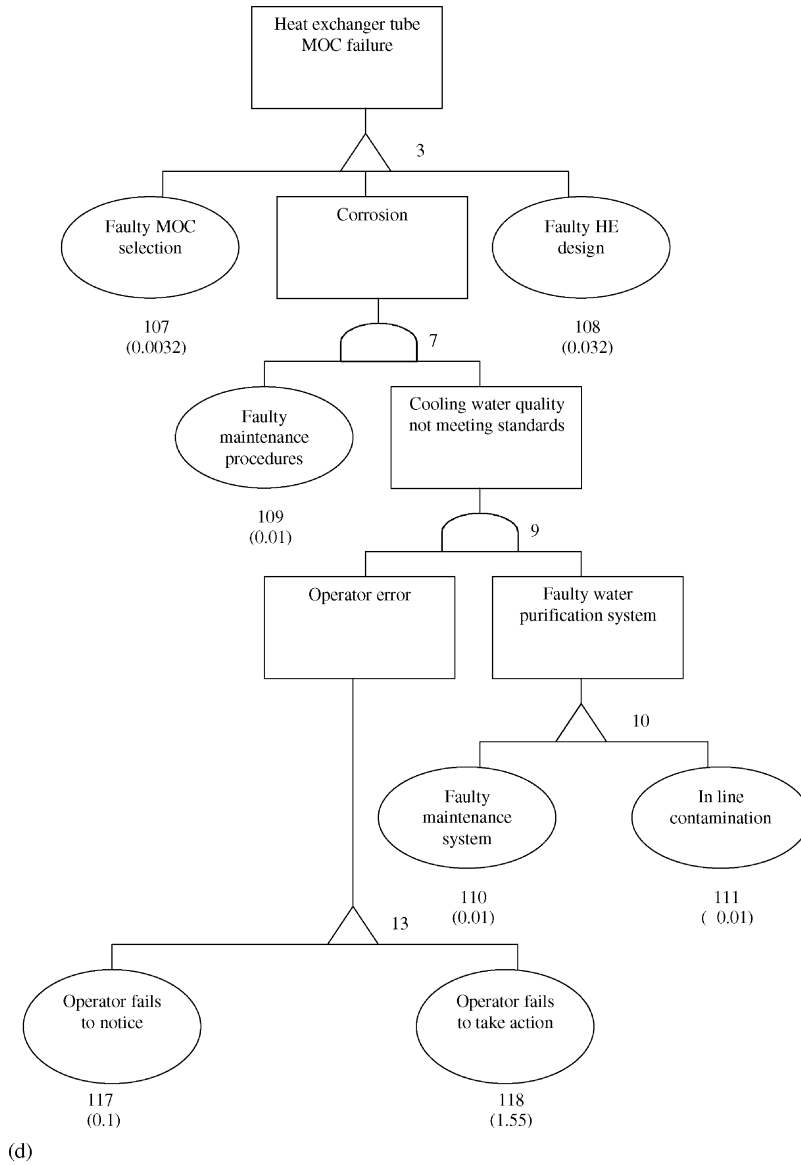 Heat exchanger tube
MOC failure
3
Faulty MOC
selection
Corrosion
Faulty HE
design
107
(0.0032)
108
(0.032)
7
Faulty
maintenance
procedures
Cooling water quality
not meeting standards
109
(0.01)
9
Operator error
Faulty water
purification system
10
Faulty
maintenance
system
In line
contamination
110
(0.01)
111
( 0.01)
13
Operator fails
to notice
Operator fails
to take action
117
(0.1)
118
(1.55)
(d)